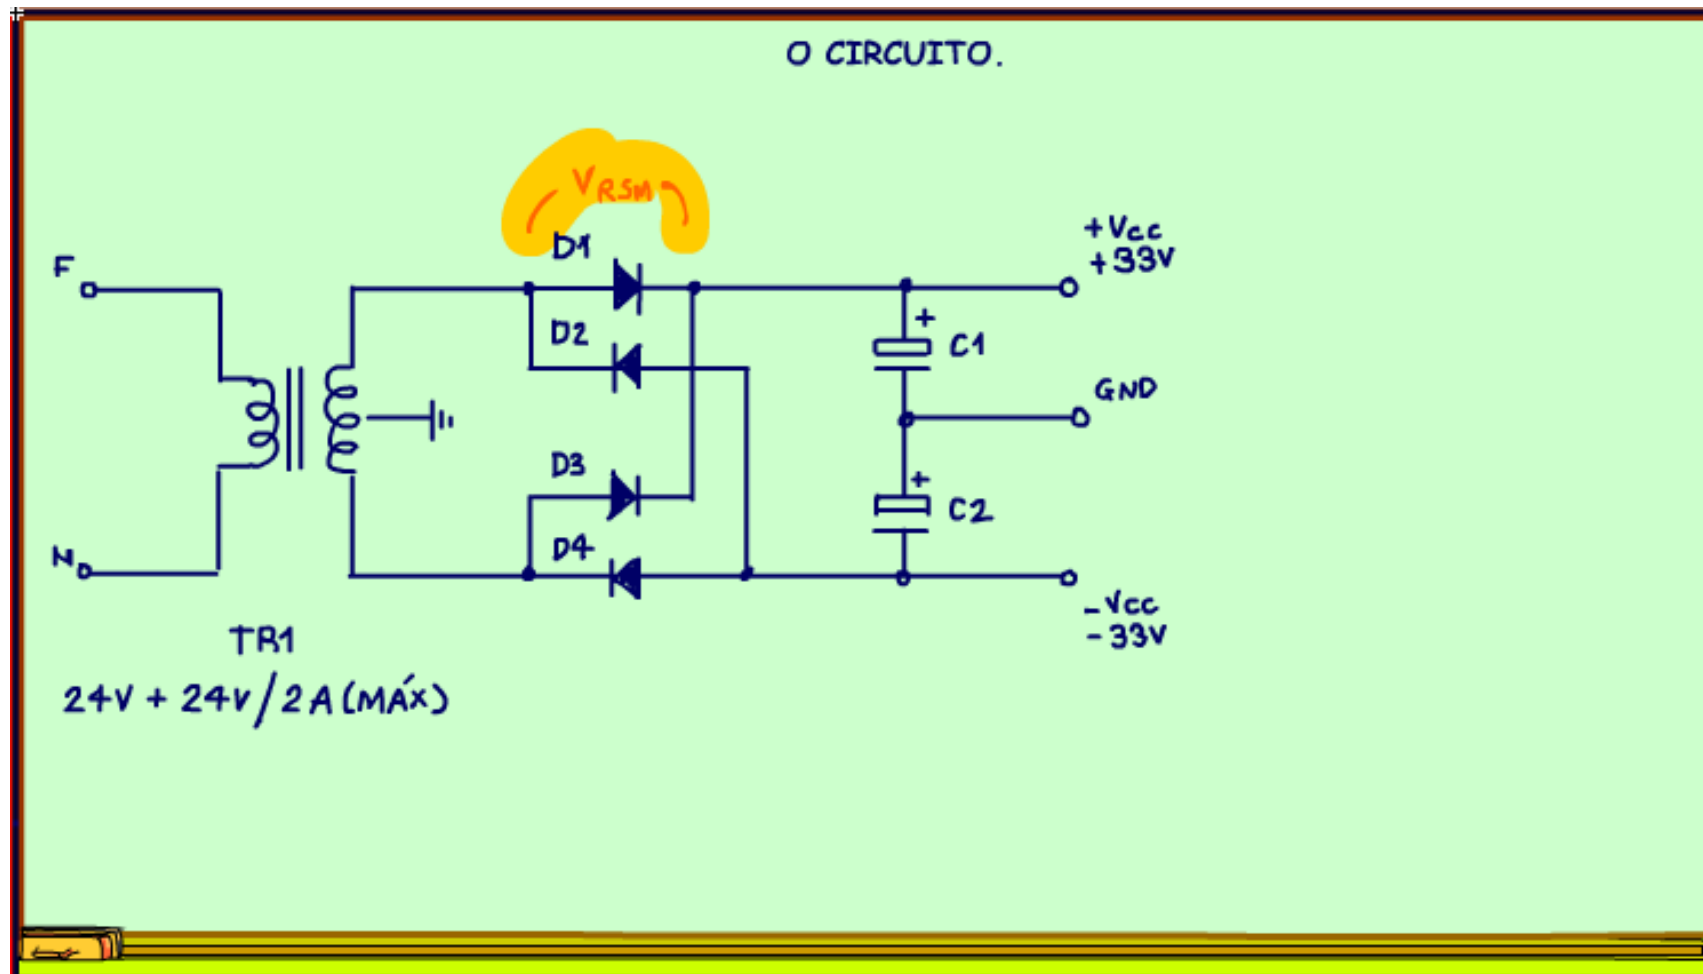 O CIRCUITO.
VRSM
D1
+Vcc
+33V
F
D2
+
C1
GND
D3
+
C2
D4
N
-Vcc
-33V
TR1
24V + 24V/2A (MÁX)